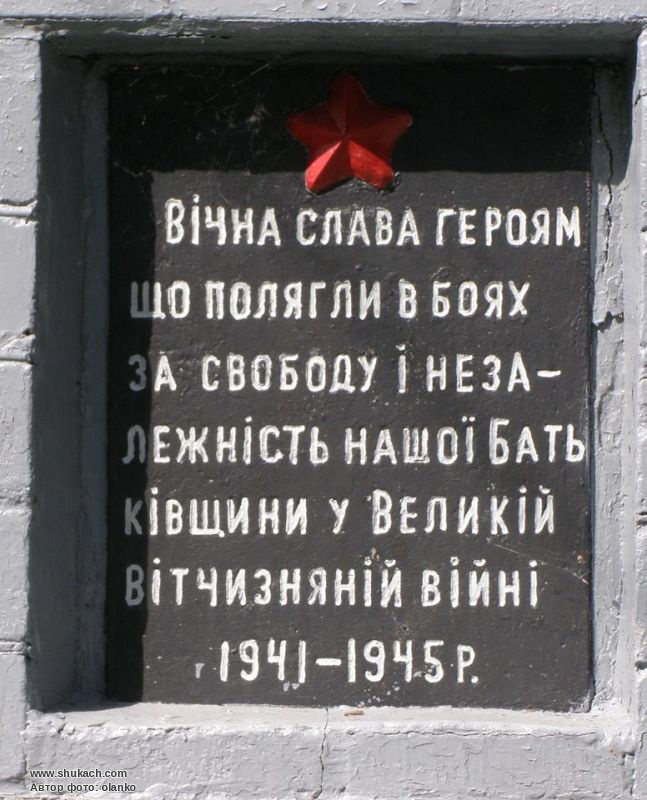 Вічна слава героям
що полягли в боях
за свободу і неза-
лежність нашої Бать
ківщини у Великій
Вітчизняній війні
1941-1945 р.
www.shukach.com
Автор фото: olanko